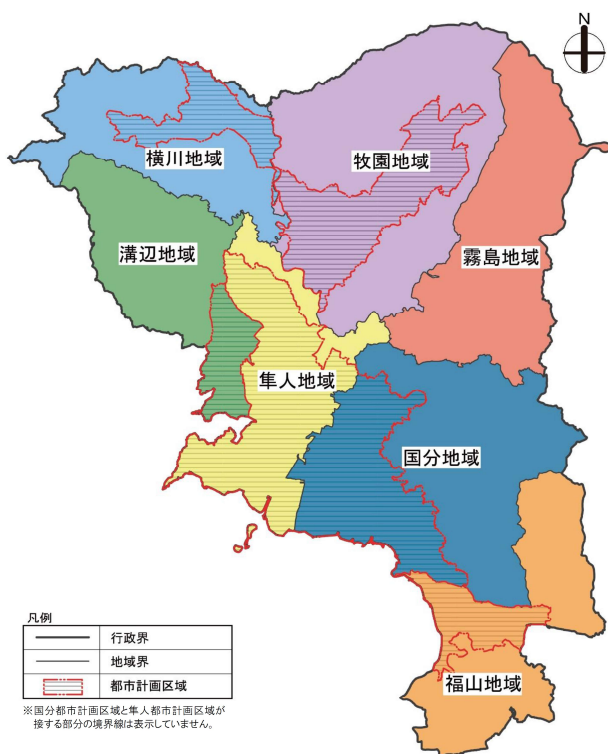 N
横川地域
牧園地域
溝辺地域
霧島地域
隼人地域
国分地域
福山地域
凡例
行政界
地域界
都市計画区域
※国分都市計画区域と隼人都市計画区域が
接する部分の境界線は表示していません。